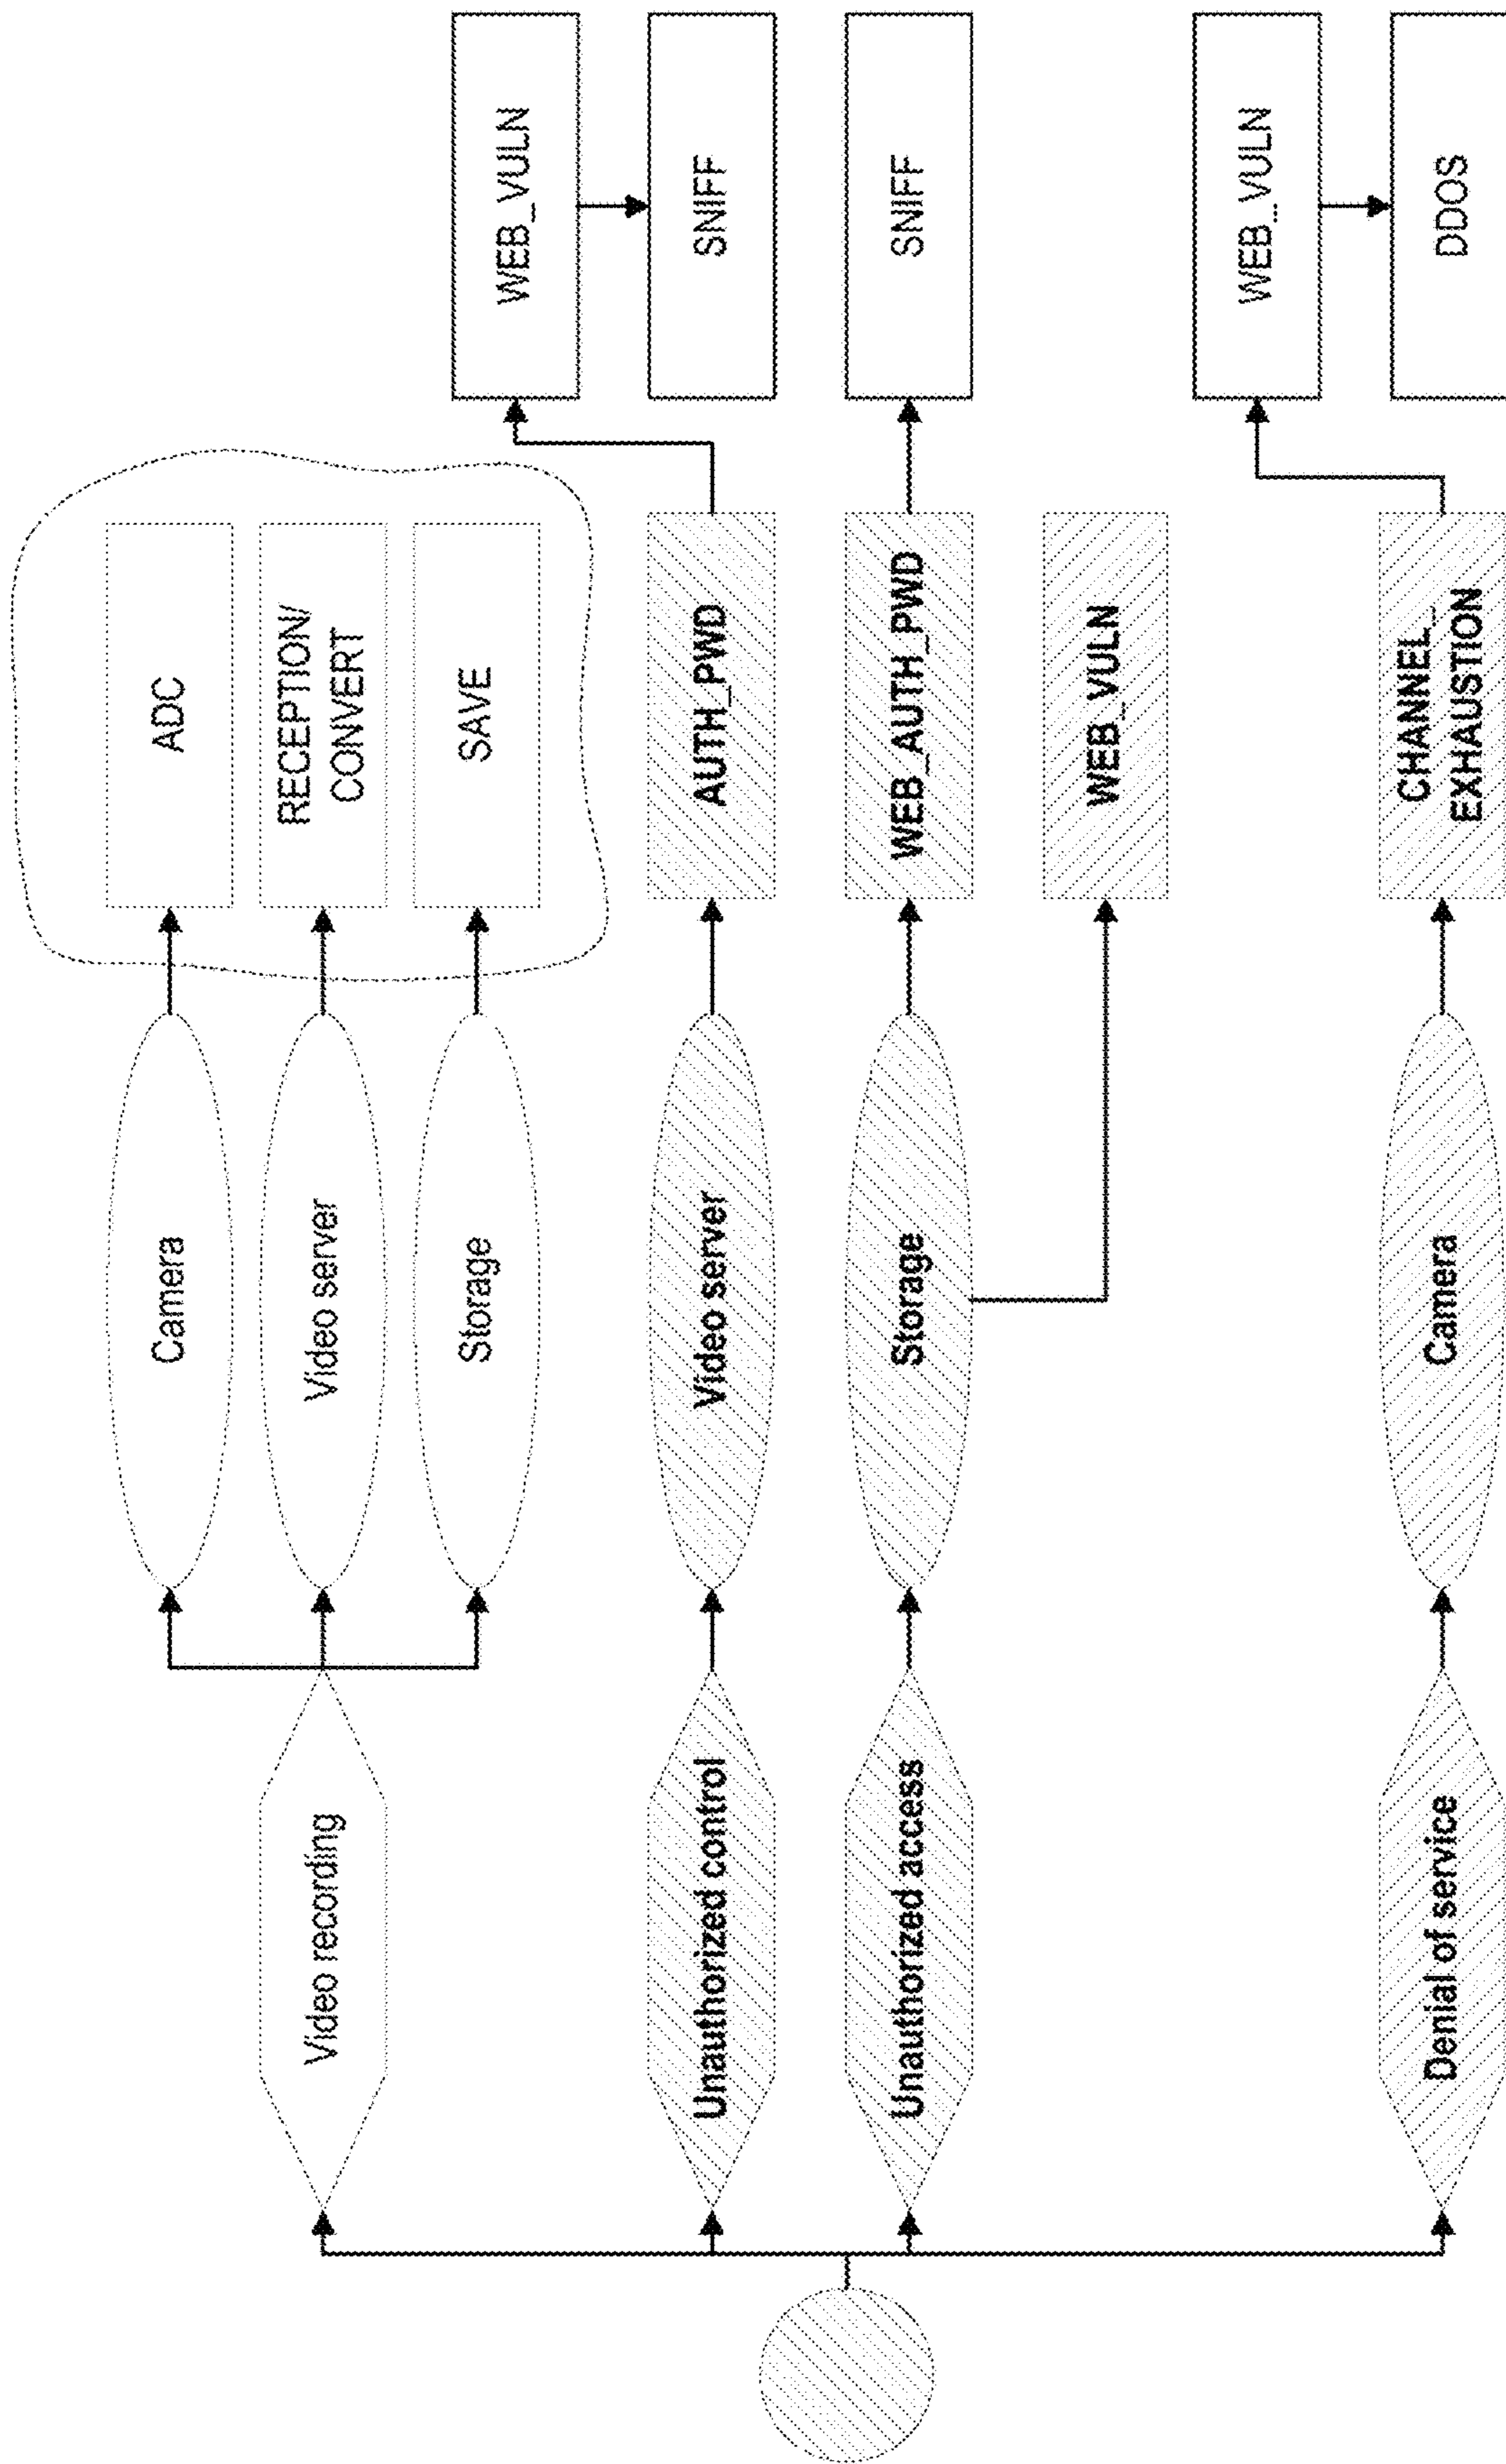 Video recording
Camera
ADC
Video server
RECEPTION/
CONVERT
Storage
SAVE
WEB_VULN
Unauthorized control
Video server
AUTH_PWD
SNIFF
Unauthorized access
Storage
WEB_AUTH_PWD
SNIFF
WEB_VULN
WEB_VULN
Denial of service
Camera
CHANNEL_
EXHAUSTION
DDOS